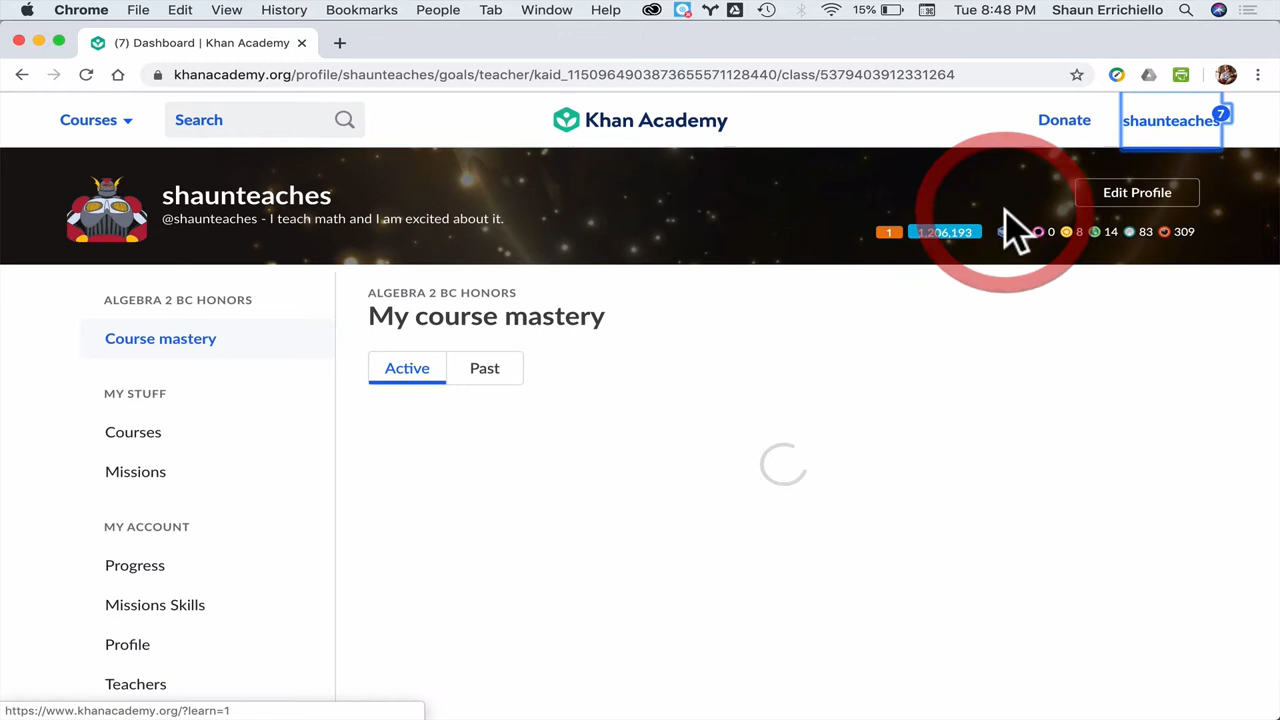 Chrome File Edit View History Bookmarks People Tab Window Help 15% Tue 8:48 PM Shaun Errichiello
(7) Dashboard | Khan Academy
khanacademy.org/profile/shaunteaches/goals/teacher/kaid_1150964903873655571128440/class/5379403912331264
Courses Search Khan Academy Donate shaunteaches 7
shaunteaches
Edit Profile
@shaunteaches - I teach math and I am excited about it.
1 1,206,193 0 8 14 83 309
ALGEBRA 2 BC HONORS
Course mastery
MY STUFF
Courses
Missions
MY ACCOUNT
Progress
Missions Skills
Profile
Teachers
ALGEBRA 2 BC HONORS
My course mastery
Active Past
https://www.khanacademy.org/?learn=1